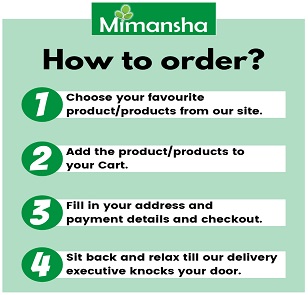 Mimansha
How to order?
1 Choose your favourite
product/products from our site.
2 Add the product/products to
your Cart.
3 Fill in your address and
payment details and checkout.
4 Sit back and relax till our delivery
executive knocks your door.